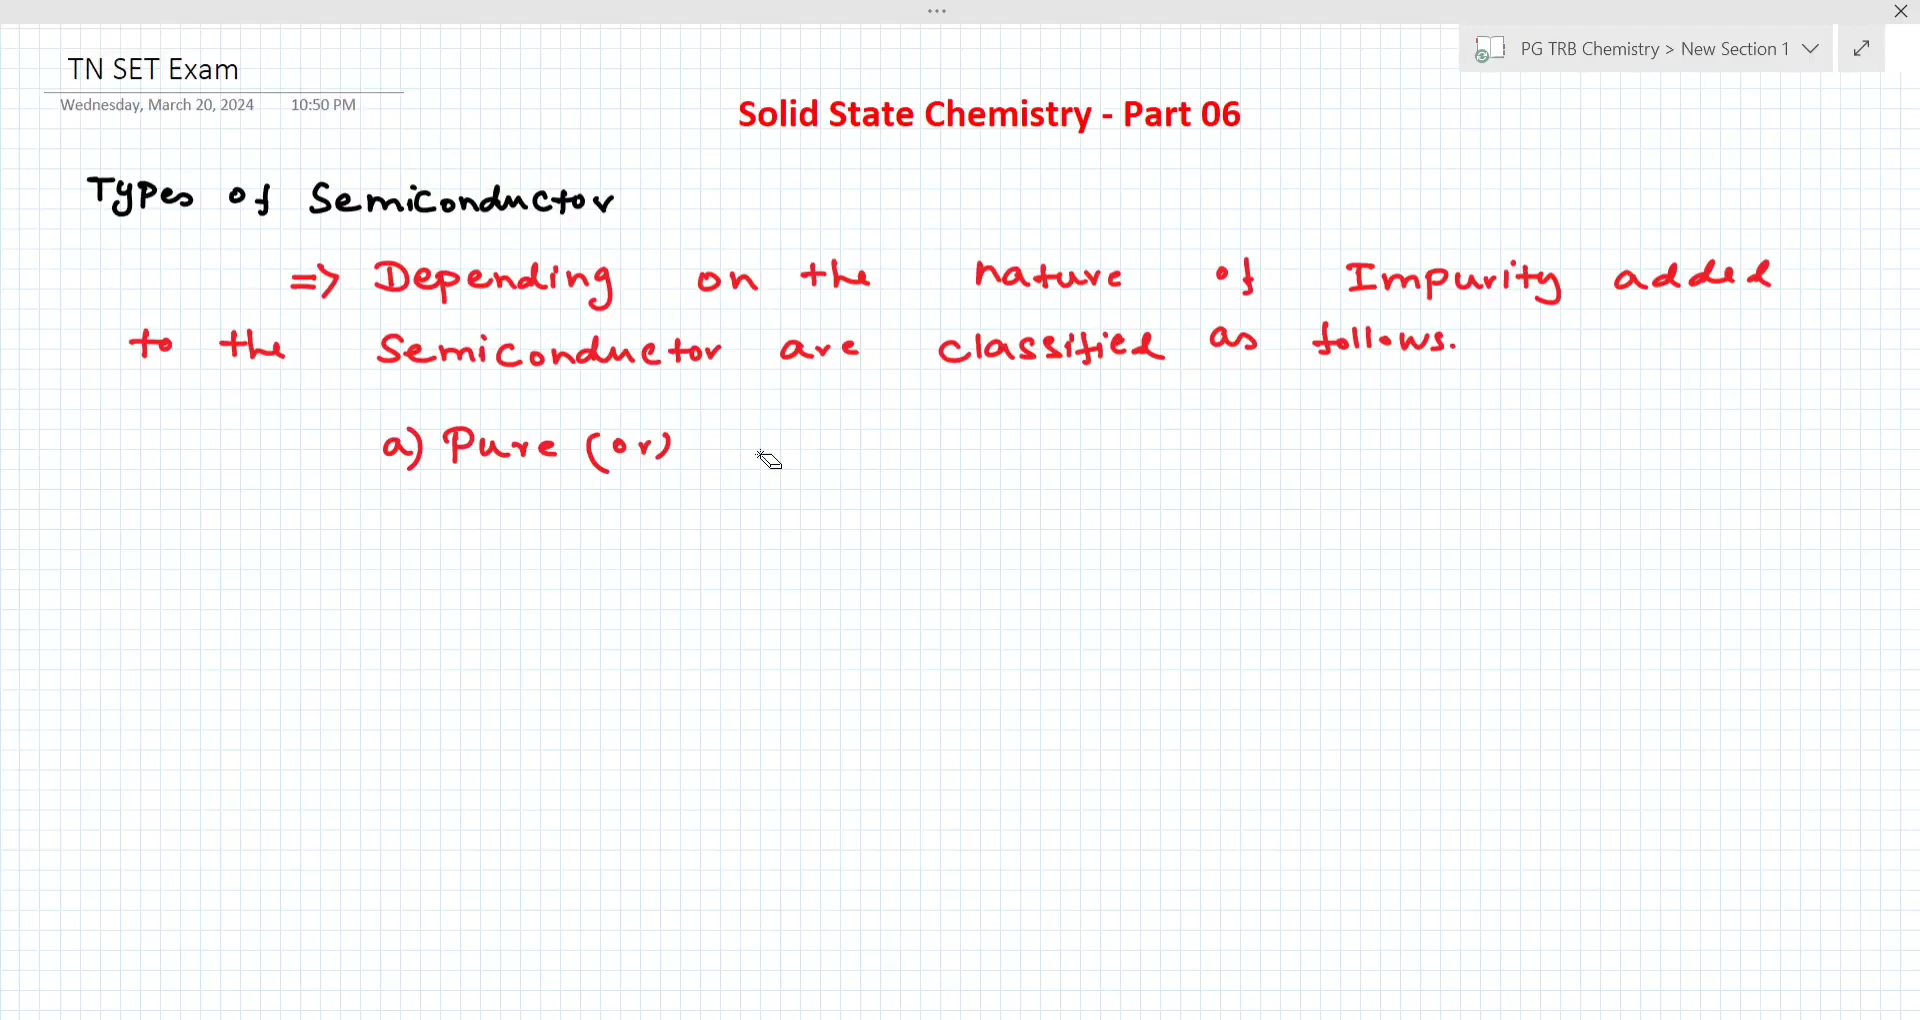 PG TRB Chemistry > New Section 1
TN SET Exam
Wednesday, March 20, 2024 10:50 PM
Solid State Chemistry - Part 06
Types of Semiconductor
=> Depending on the nature of Impurity added
to the Semiconductor are classified as follows.
a) Pure (or)